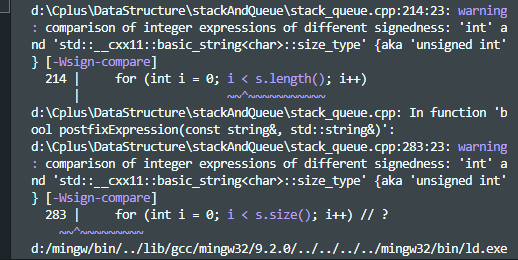 d:\Cplus\DataStructure\stackAndQueue\stack_queue.cpp:214:23: warning
: comparison of integer expressions of different signedness: 'int' a
nd 'std::__cxx11::basic_string<char>::size_type' {aka 'unsigned int'
} [-Wsign-compare]
214 |     for (int i = 0; i < s.length(); i++)
|                     ~~^~~~~~~~~~~~
d:\Cplus\DataStructure\stackAndQueue\stack_queue.cpp: In function 'b
ool postfixExpression(const string&, std::string&)':
d:\Cplus\DataStructure\stackAndQueue\stack_queue.cpp:283:23: warning
: comparison of integer expressions of different signedness: 'int' a
nd 'std::__cxx11::basic_string<char>::size_type' {aka 'unsigned int'
} [-Wsign-compare]
283 |     for (int i = 0; i < s.size(); i++) // ?
~~^~~~~~~~~~
d:/mingw/bin/../lib/gcc/mingw32/9.2.0/../../../../mingw32/bin/ld.exe